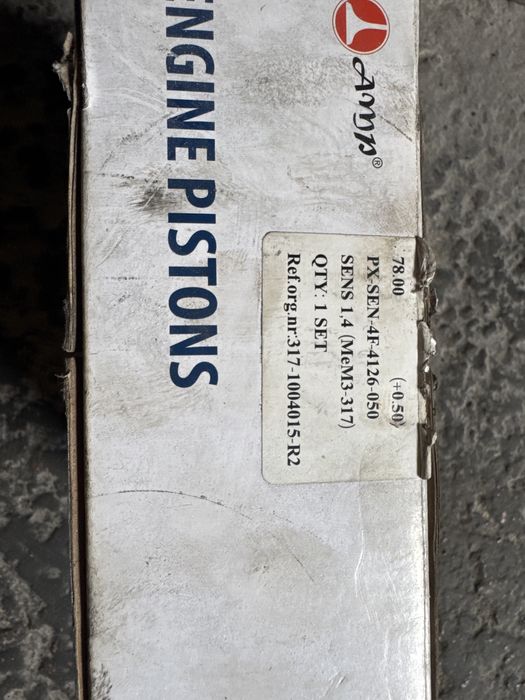 Amp®
ENGINE PISTONS
78.00 (+0.50)
PX-SEN-4F-4126-050
SENS 1,4 (MeM3-317)
QTY: 1 SET
Ref.org.nr:317-1004015-R2